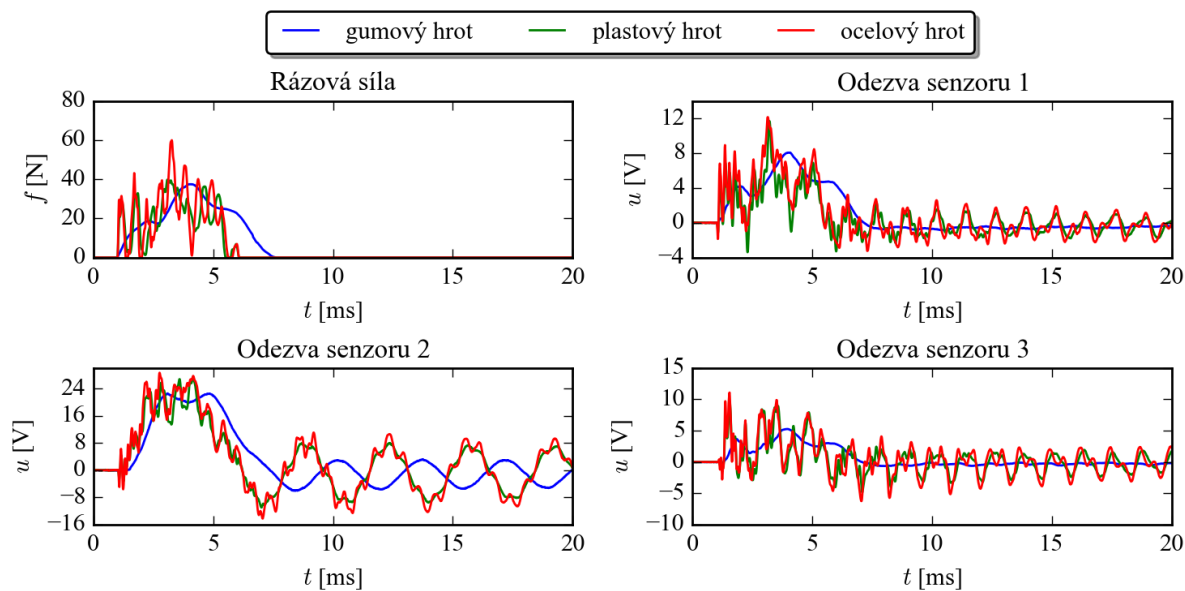 gumový hrot plastový hrot ocelový hrot
Rázová síla
80
60
40
20
0
f [N]
0 5 10 15 20
t [ms]
Odezva senzoru 1
12
8
4
0
−4
u [V]
0 5 10 15 20
t [ms]
Odezva senzoru 2
24
16
8
0
−8
−16
u [V]
0 5 10 15 20
t [ms]
Odezva senzoru 3
15
10
5
0
−5
−10
u [V]
0 5 10 15 20
t [ms]